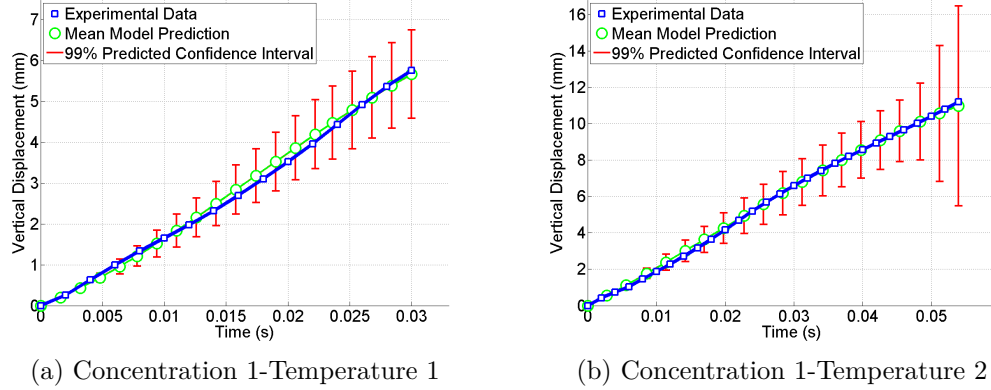 Experimental Data
Mean Model Prediction
99% Predicted Confidence Interval
Vertical Displacement (mm)
7
6
5
4
3
2
1
0
0 0.005 0.01 0.015 0.02 0.025 0.03
Time (s)
(a) Concentration 1-Temperature 1
Experimental Data
Mean Model Prediction
99% Predicted Confidence Interval
Vertical Displacement (mm)
16
14
12
10
8
6
4
2
0
0 0.01 0.02 0.03 0.04 0.05
Time (s)
(b) Concentration 1-Temperature 2